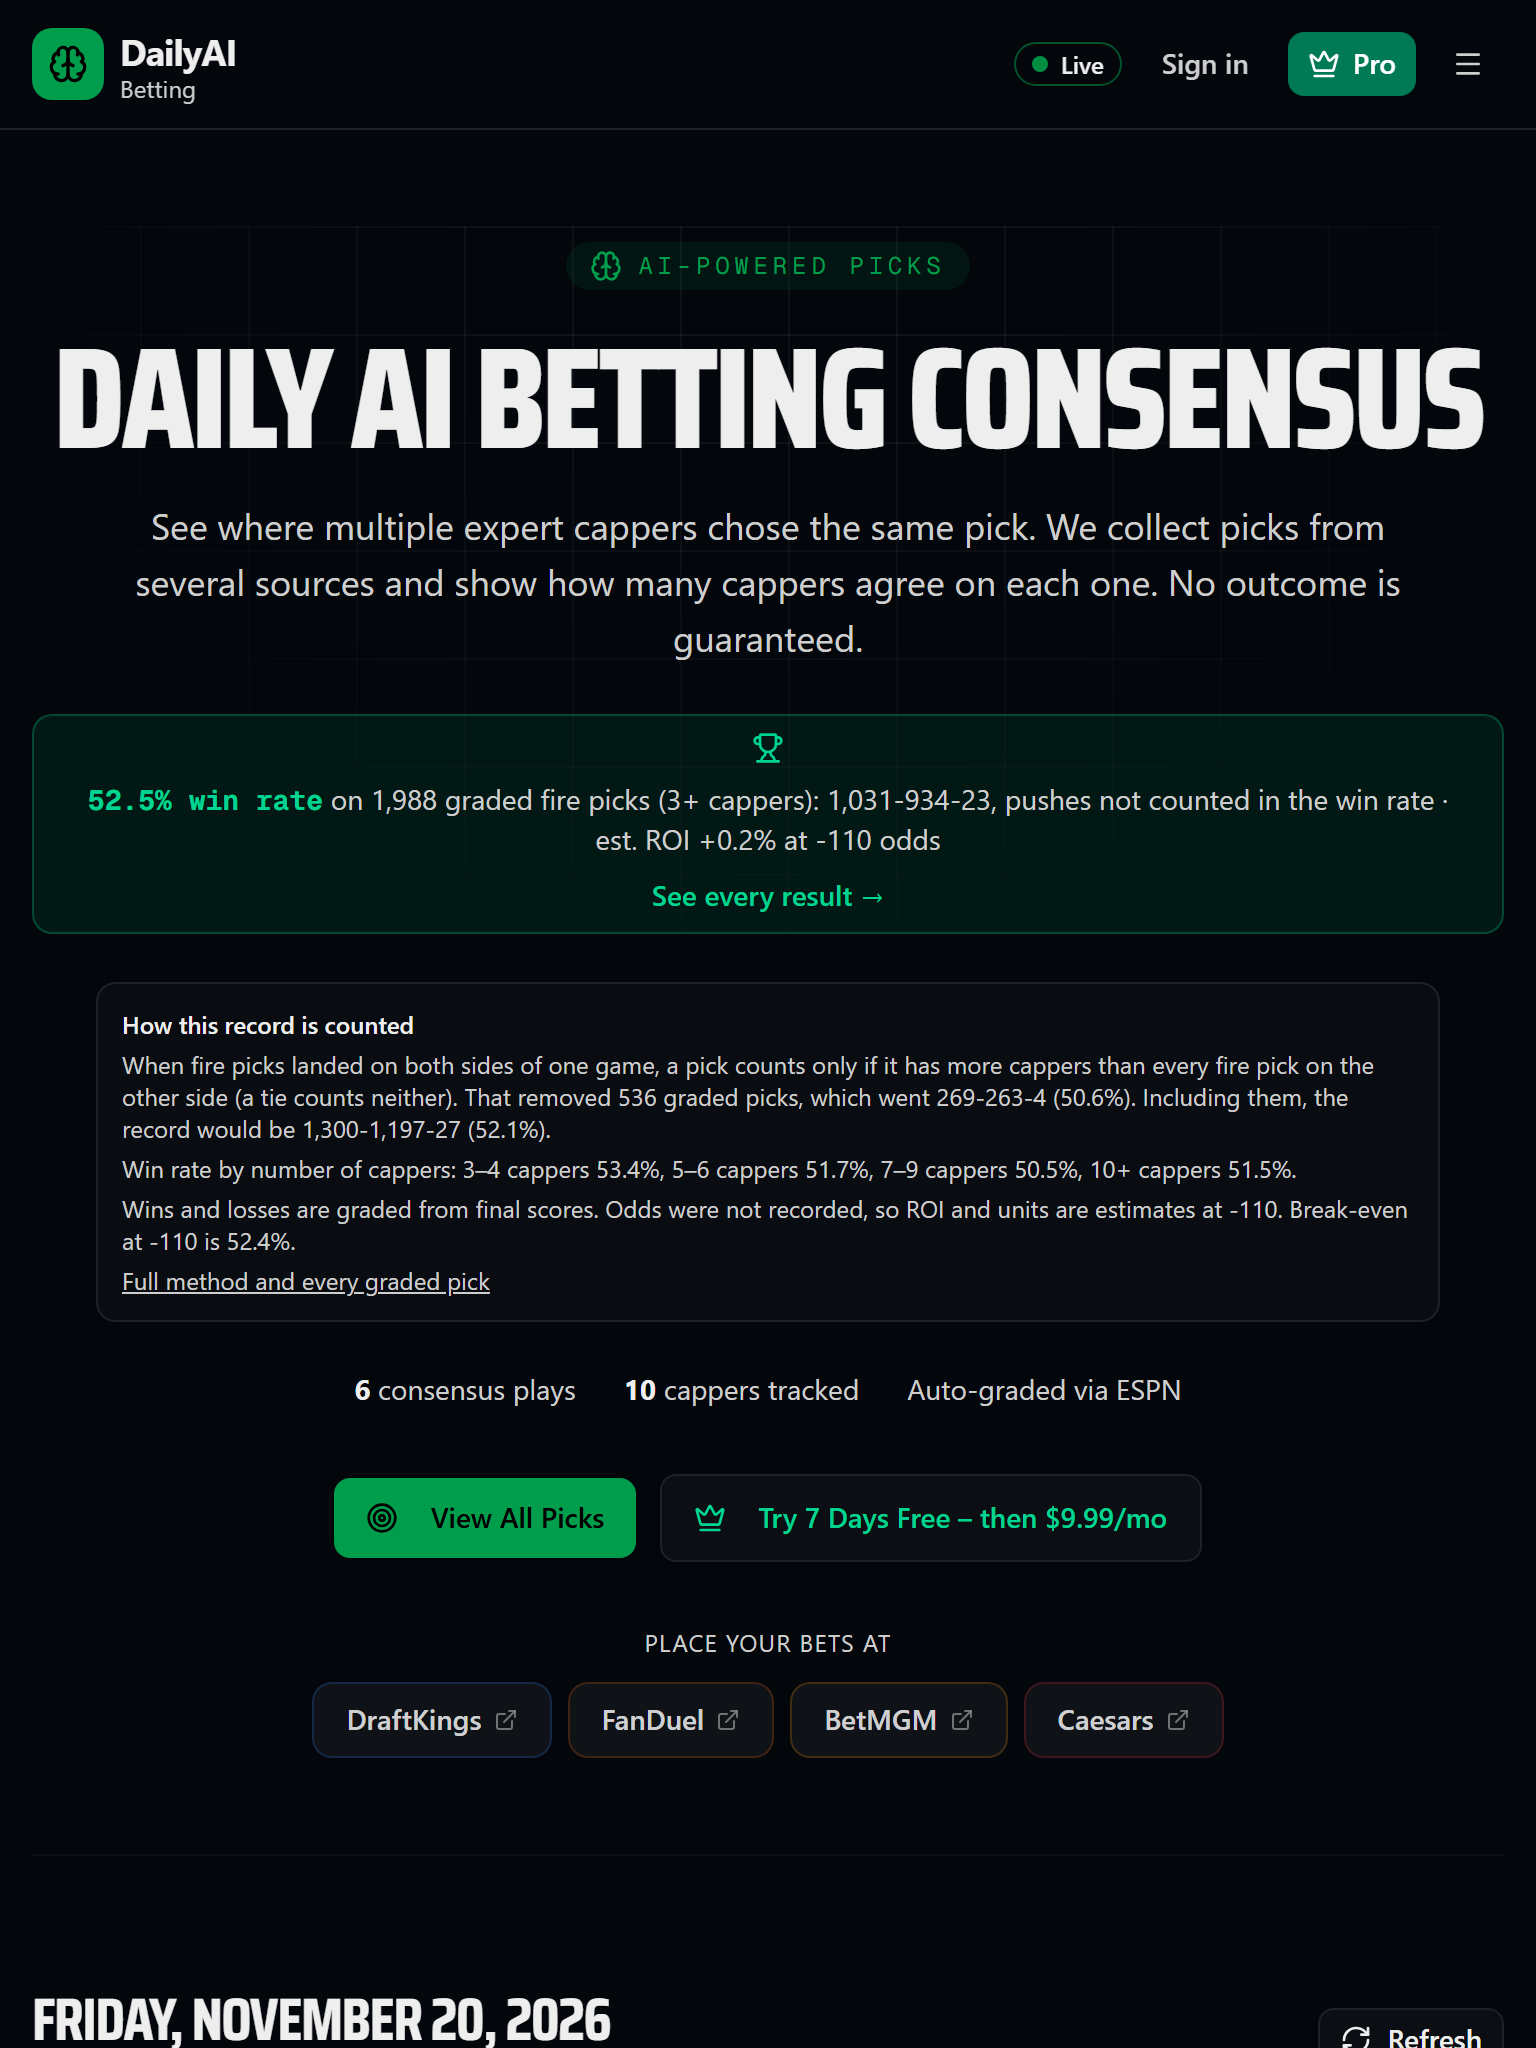 DailyAI
Betting
Live
Sign in
Pro
AI-POWERED PICKS
DAILY AI BETTING CONSENSUS
See where multiple expert cappers chose the same pick. We collect picks from
several sources and show how many cappers agree on each one. No outcome is
guaranteed.
52.5% win rate on 1,988 graded fire picks (3+ cappers): 1,031-934-23, pushes not counted in the win rate ·
est. ROI +0.2% at -110 odds
See every result →
How this record is counted
When fire picks landed on both sides of one game, a pick counts only if it has more cappers than every fire pick on the
other side (a tie counts neither). That removed 536 graded picks, which went 269-263-4 (50.6%). Including them, the
record would be 1,300-1,197-27 (52.1%).
Win rate by number of cappers: 3–4 cappers 53.4%, 5–6 cappers 51.7%, 7–9 cappers 50.5%, 10+ cappers 51.5%.
Wins and losses are graded from final scores. Odds were not recorded, so ROI and units are estimates at -110. Break-even
at -110 is 52.4%.
Full method and every graded pick
6 consensus plays
10 cappers tracked
Auto-graded via ESPN
View All Picks
Try 7 Days Free – then $9.99/mo
PLACE YOUR BETS AT
DraftKings
FanDuel
BetMGM
Caesars
FRIDAY, NOVEMBER 20, 2026
Refresh